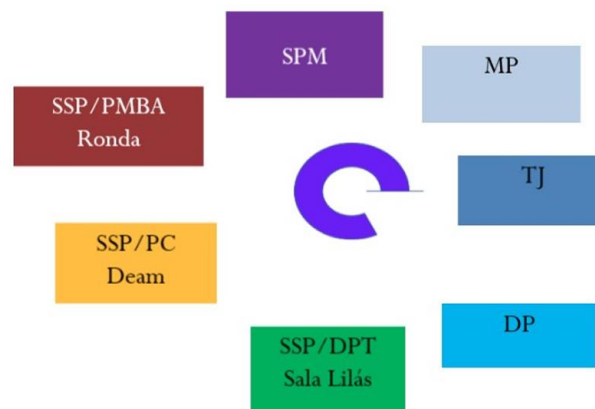 SPM
MP
SSP/PMBA
Ronda
TJ
SSP/PC
Deam
DP
SSP/DPT
Sala Lilás